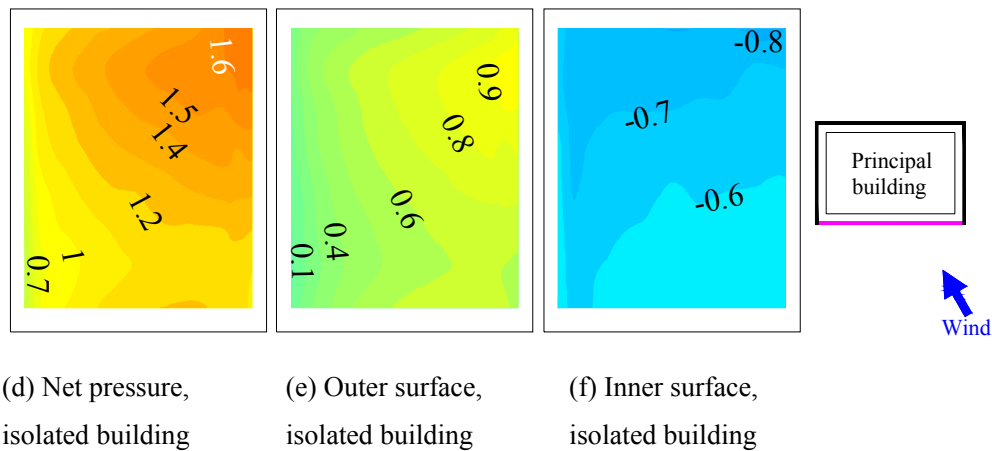 1.6
1.5
1.4
1.2
1
0.7
0.9
0.8
0.6
0.4
0.1
-0.8
-0.7
-0.6
Principal
building
Wind
(d) Net pressure,
isolated building
(e) Outer surface,
isolated building
(f) Inner surface,
isolated building